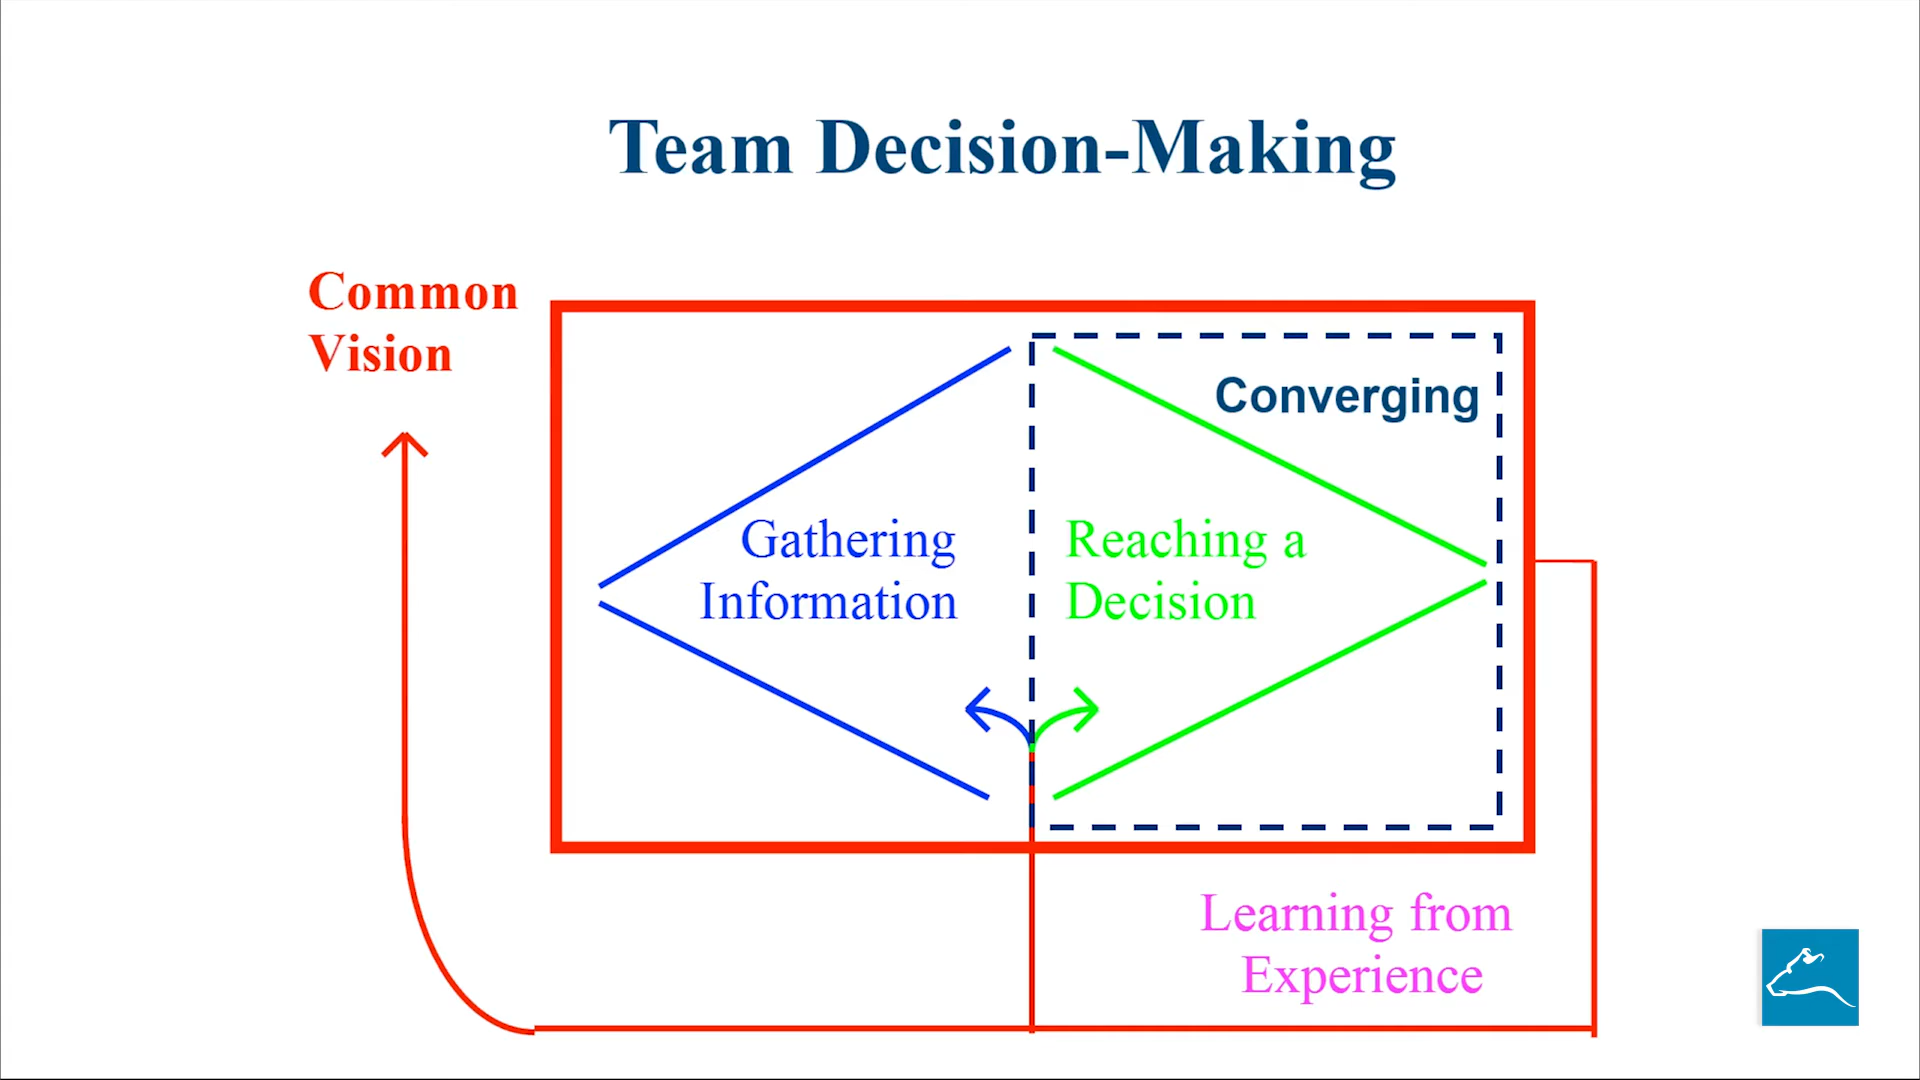 Team Decision-Making
Common
Vision
Converging
Gathering
Information
Reaching a
Decision
Learning from
Experience